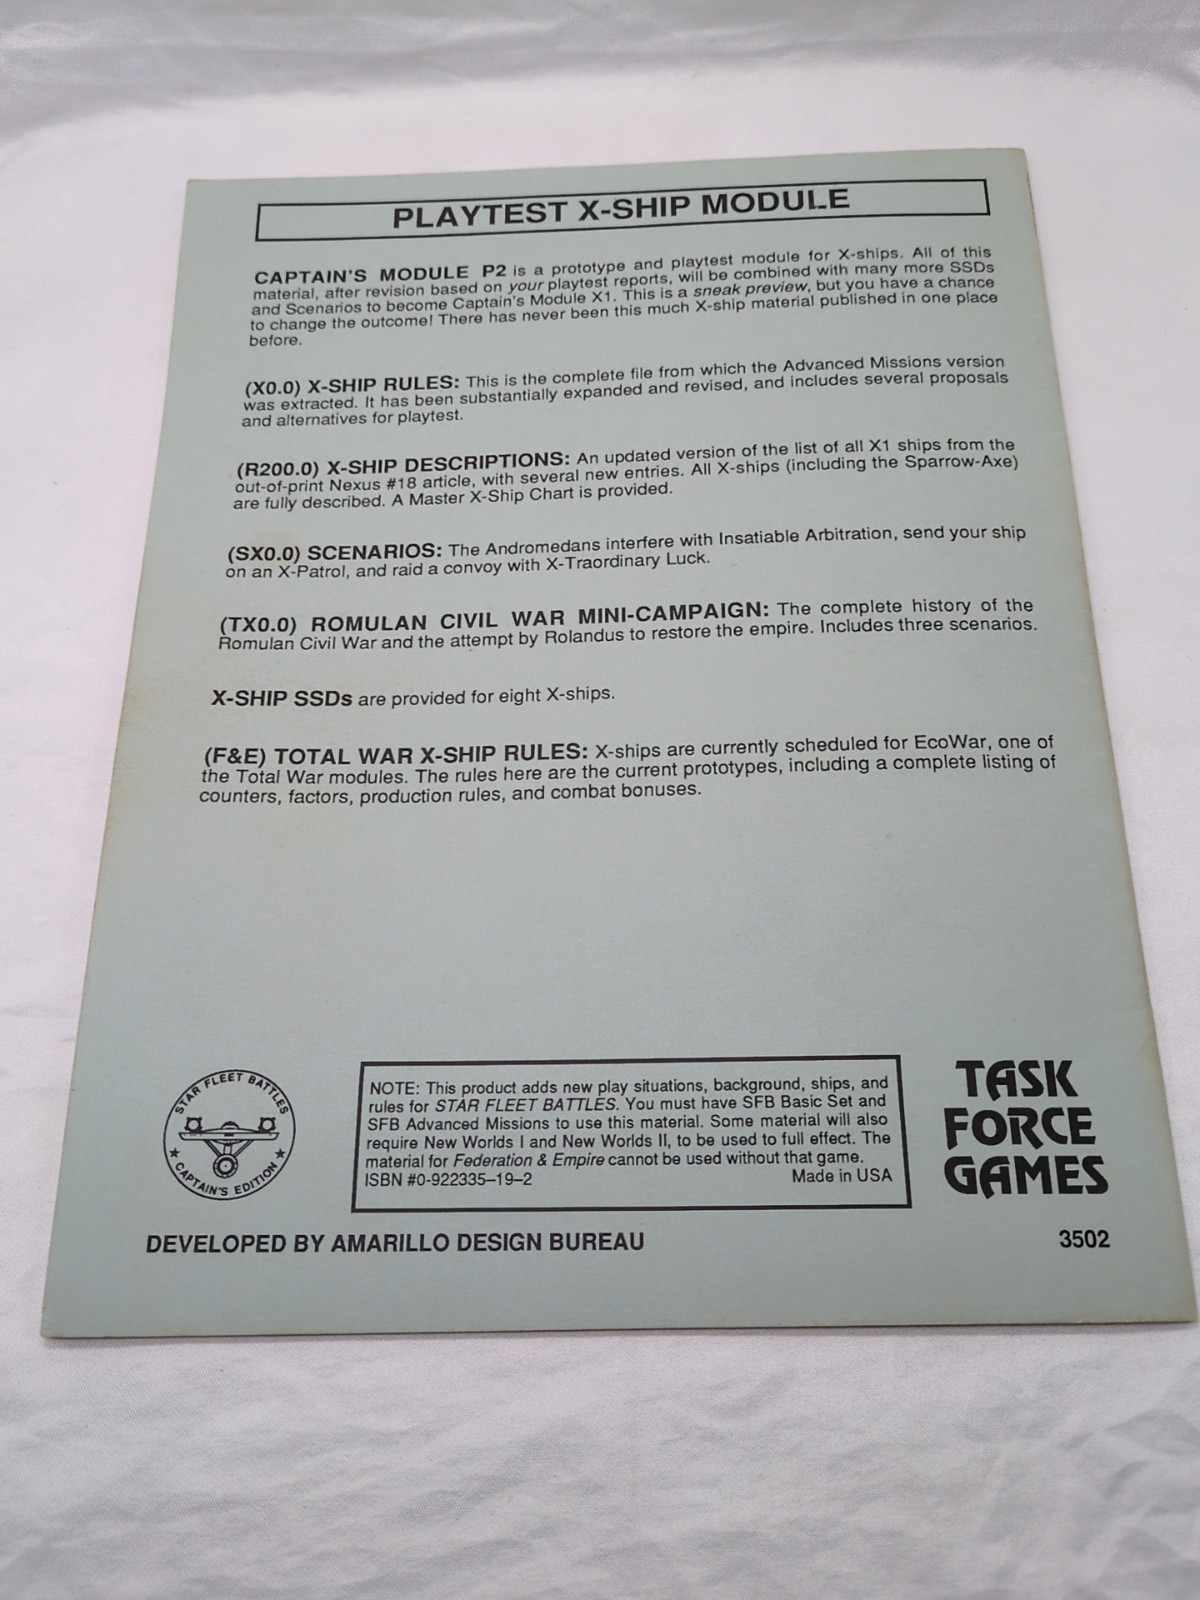 PLAYTEST X-SHIP MODULE
CAPTAIN'S MODULE P2 is a prototype and playtest module for X-ships. All of this
material, after revision based on your playtest reports, will be combined with many more SSDs
and Scenarios to become Captain's Module X1. This is a sneak preview, but you have a chance
to change the outcome! There has never been this much X-ship material published in one place
before.
(X0.0) X-SHIP RULES: This is the complete file from which the Advanced Missions version
was extracted. It has been substantially expanded and revised, and includes several proposals
and alternatives for playtest.
(R200.0) X-SHIP DESCRIPTIONS: An updated version of the list of all X1 ships from the
out-of-print Nexus #18 article, with several new entries. All X-ships (including the Sparrow-Axe)
are fully described. A Master X-Ship Chart is provided.
(SX0.0) SCENARIOS: The Andromedans interfere with Insatiable Arbitration, send your ship
on an X-Patrol, and raid a convoy with X-Traordinary Luck.
(TX0.0) ROMULAN CIVIL WAR MINI-CAMPAIGN: The complete history of the
Romulan Civil War and the attempt by Rolandus to restore the empire. Includes three scenarios.
X-SHIP SSDs are provided for eight X-ships.
(F&E) TOTAL WAR X-SHIP RULES: X-ships are currently scheduled for EcoWar, one of
the Total War modules. The rules here are the current prototypes, including a complete listing of
counters, factors, production rules, and combat bonuses.
STAR FLEET BATTLES
★ CAPTAIN'S EDITION ★
NOTE: This product adds new play situations, background, ships, and
rules for STAR FLEET BATTLES. You must have SFB Basic Set and
SFB Advanced Missions to use this material. Some material will also
require New Worlds I and New Worlds II, to be used to full effect. The
material for Federation & Empire cannot be used without that game.
ISBN #0-922335-19-2 Made in USA
TASK
FORCE
GAMES
DEVELOPED BY AMARILLO DESIGN BUREAU
3502